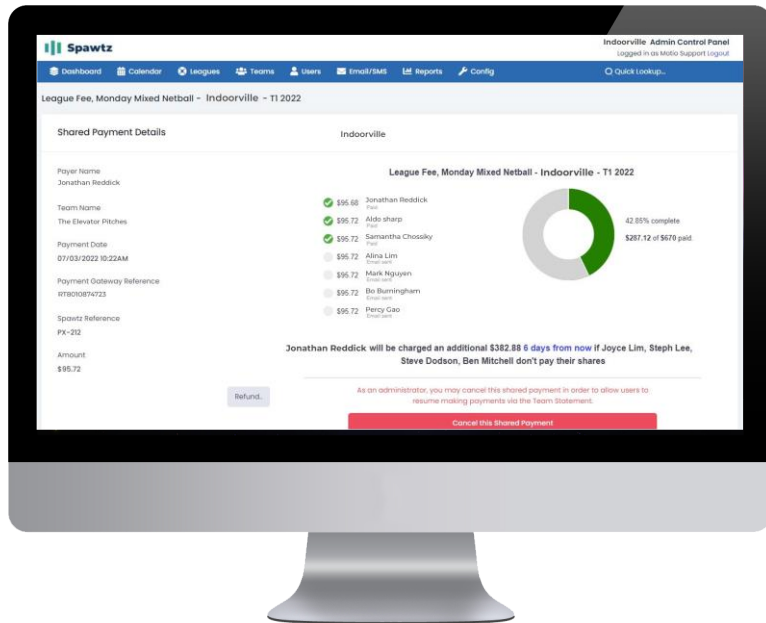 Spawtz
Indoorville Admin Control Panel
Logged in as Motio Support Logout
Dashboard Calendar Leagues Teams Users Email/SMS Reports Config Quick Lookup...
League Fee, Monday Mixed Netball - Indoorville - T1 2022
Shared Payment Details
Indoorville
Payer Name
Jonathan Reddick
Team Name
The Elevator Pitches
Payment Date
07/03/2022 10:22AM
Payment Gateway Reference
RT8010874723
Spawtz Reference
PX-212
Amount
$95.72
Refund..
League Fee, Monday Mixed Netball - Indoorville - T1 2022
$95.68 Jonathan Reddick
Paid
$95.72 Aldo sharp
Paid
$95.72 Samantha Chossiky
Paid
$95.72 Alina Lim
Email sent
$95.72 Mark Nguyen
Email sent
$95.72 Bo Burningham
Email sent
$95.72 Percy Gao
Email sent
42.85% complete.
$287.12 of $670 paid.
Jonathan Reddick will be charged an additional $382.88 6 days from now if Joyce Lim, Steph Lee,
Steve Dodson, Ben Mitchell don't pay their shares
As an administrator, you may cancel this shared payment in order to allow users to
resume making payments via the Team Statement.
Cancel this Shared Payment